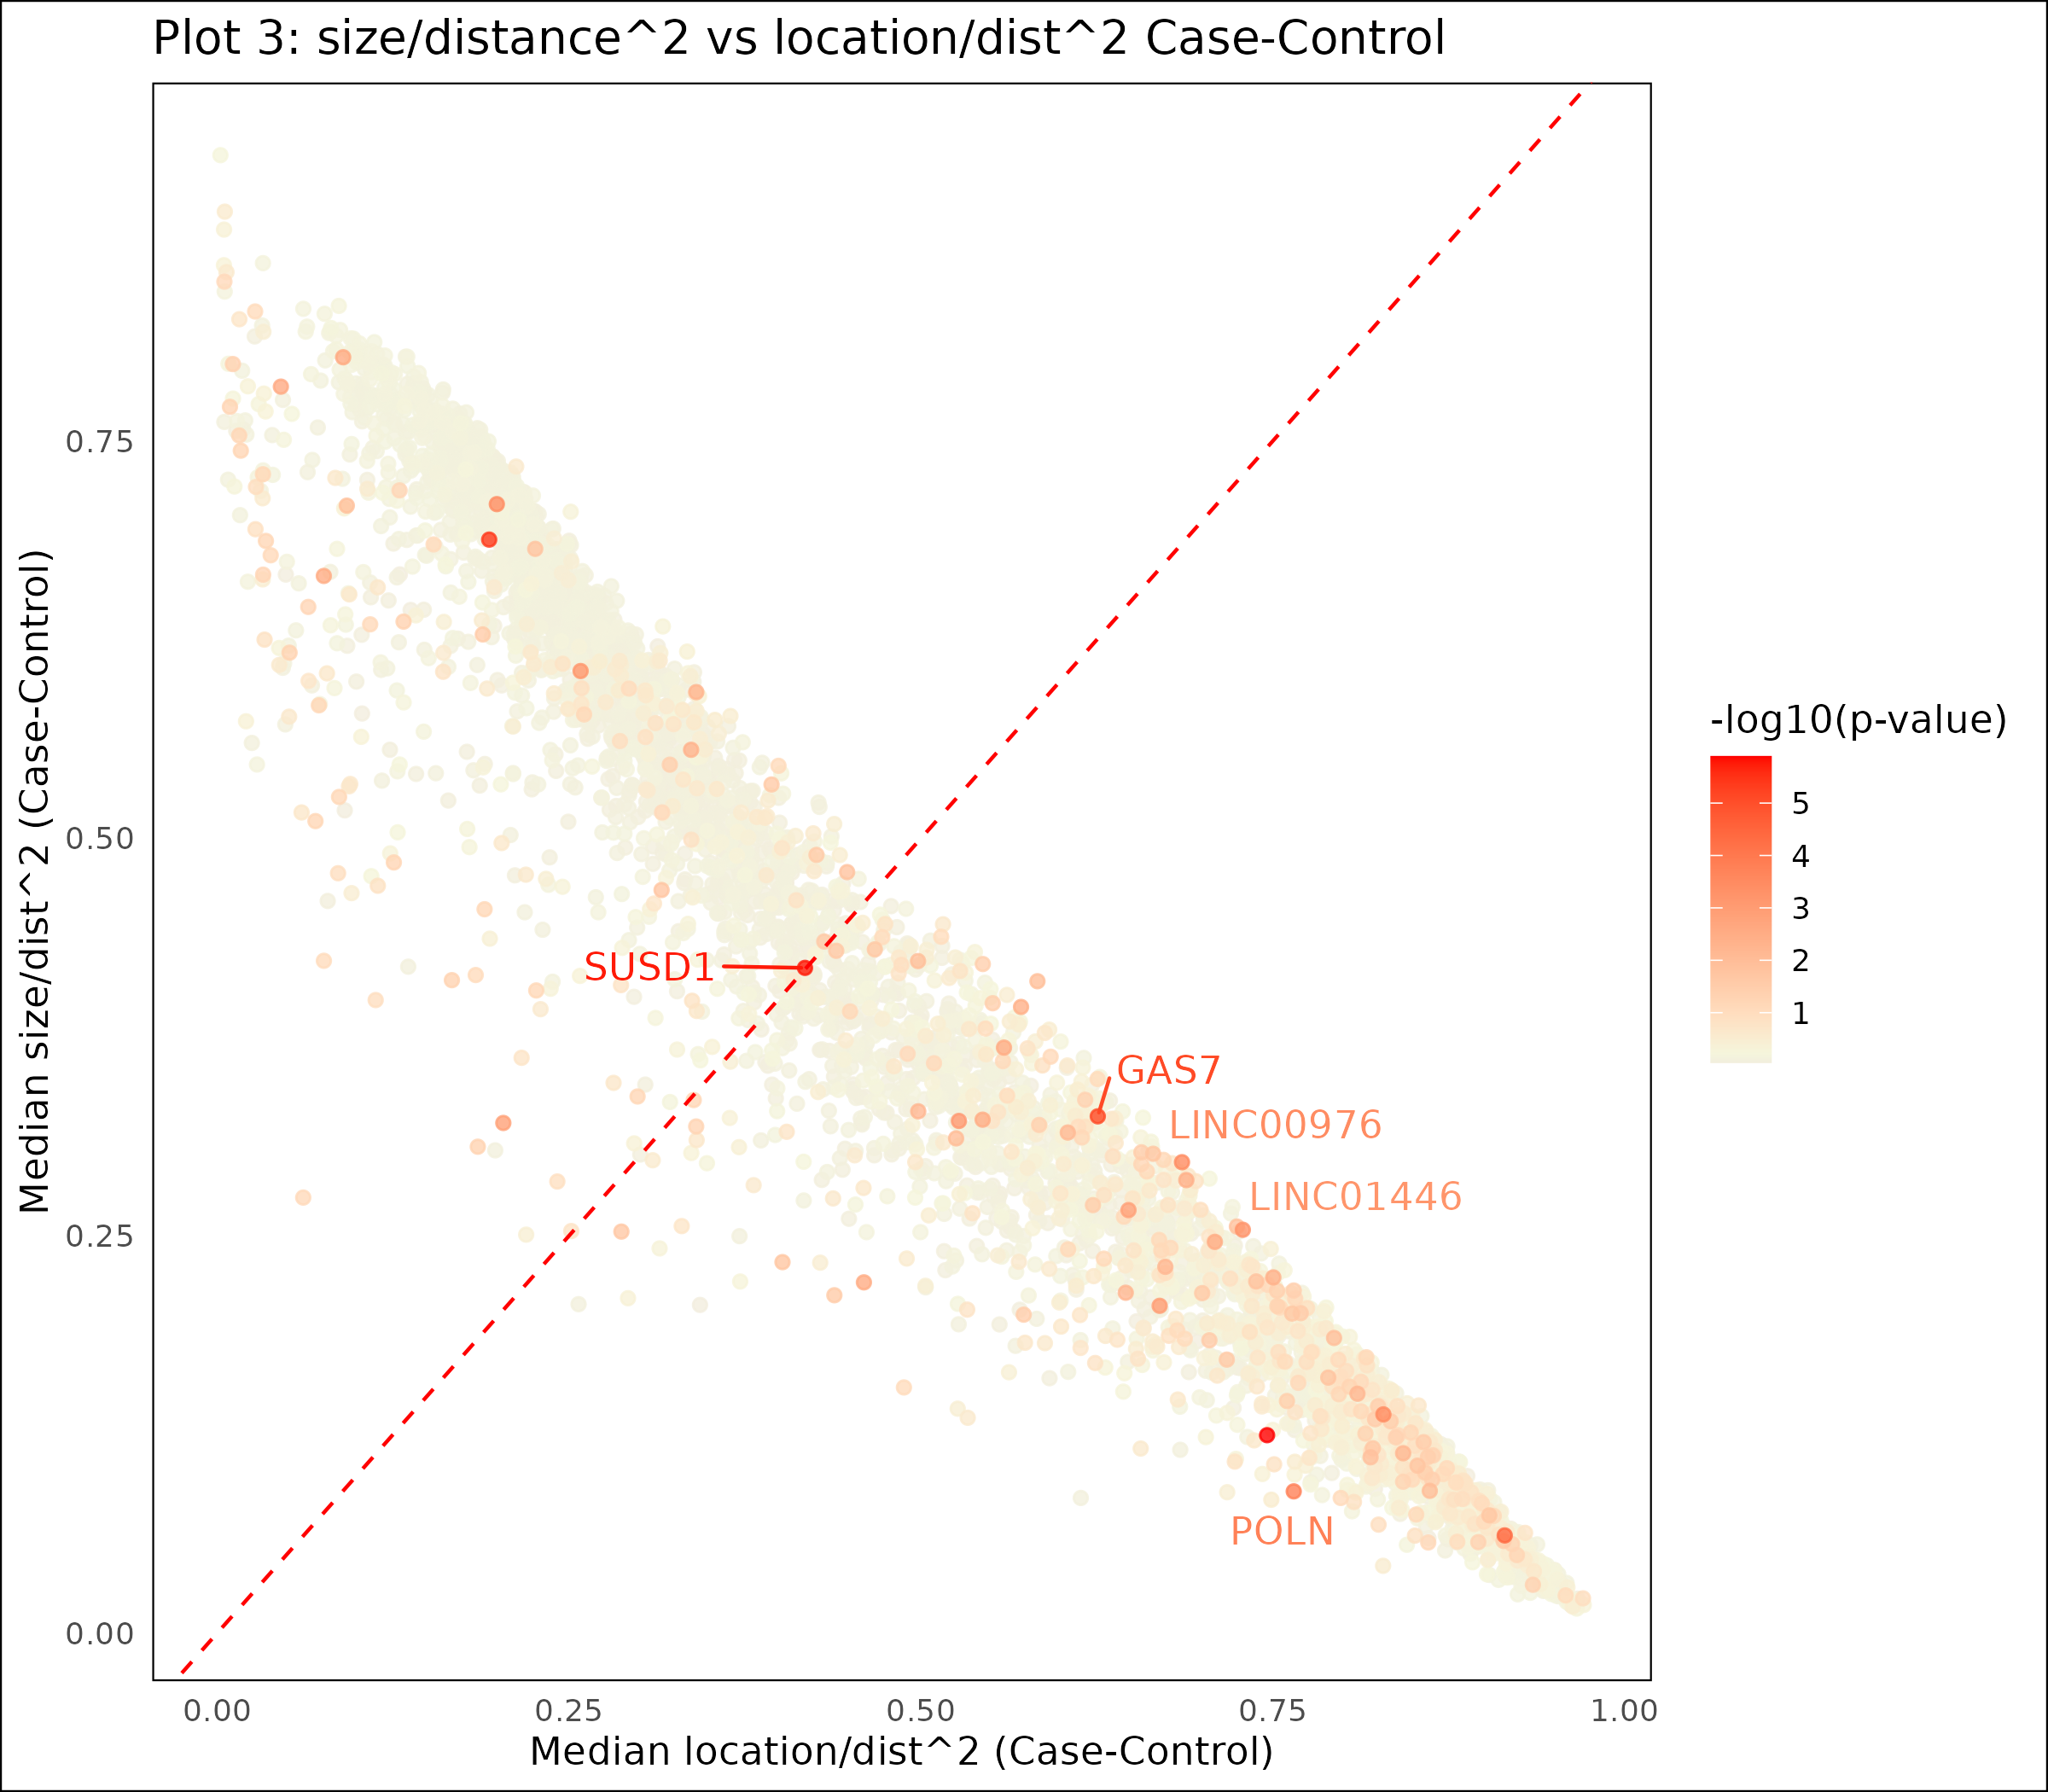 Plot 3: size/distance^2 vs location/dist^2 Case-Control
Median size/dist^2 (Case-Control)
0.75
0.50
0.25
0.00
SUSD1
GAS7
LINC00976
LINC01446
POLN
-log10(p-value)
5
4
3
2
1
0.00 0.25 0.50 0.75 1.00
Median location/dist^2 (Case-Control)